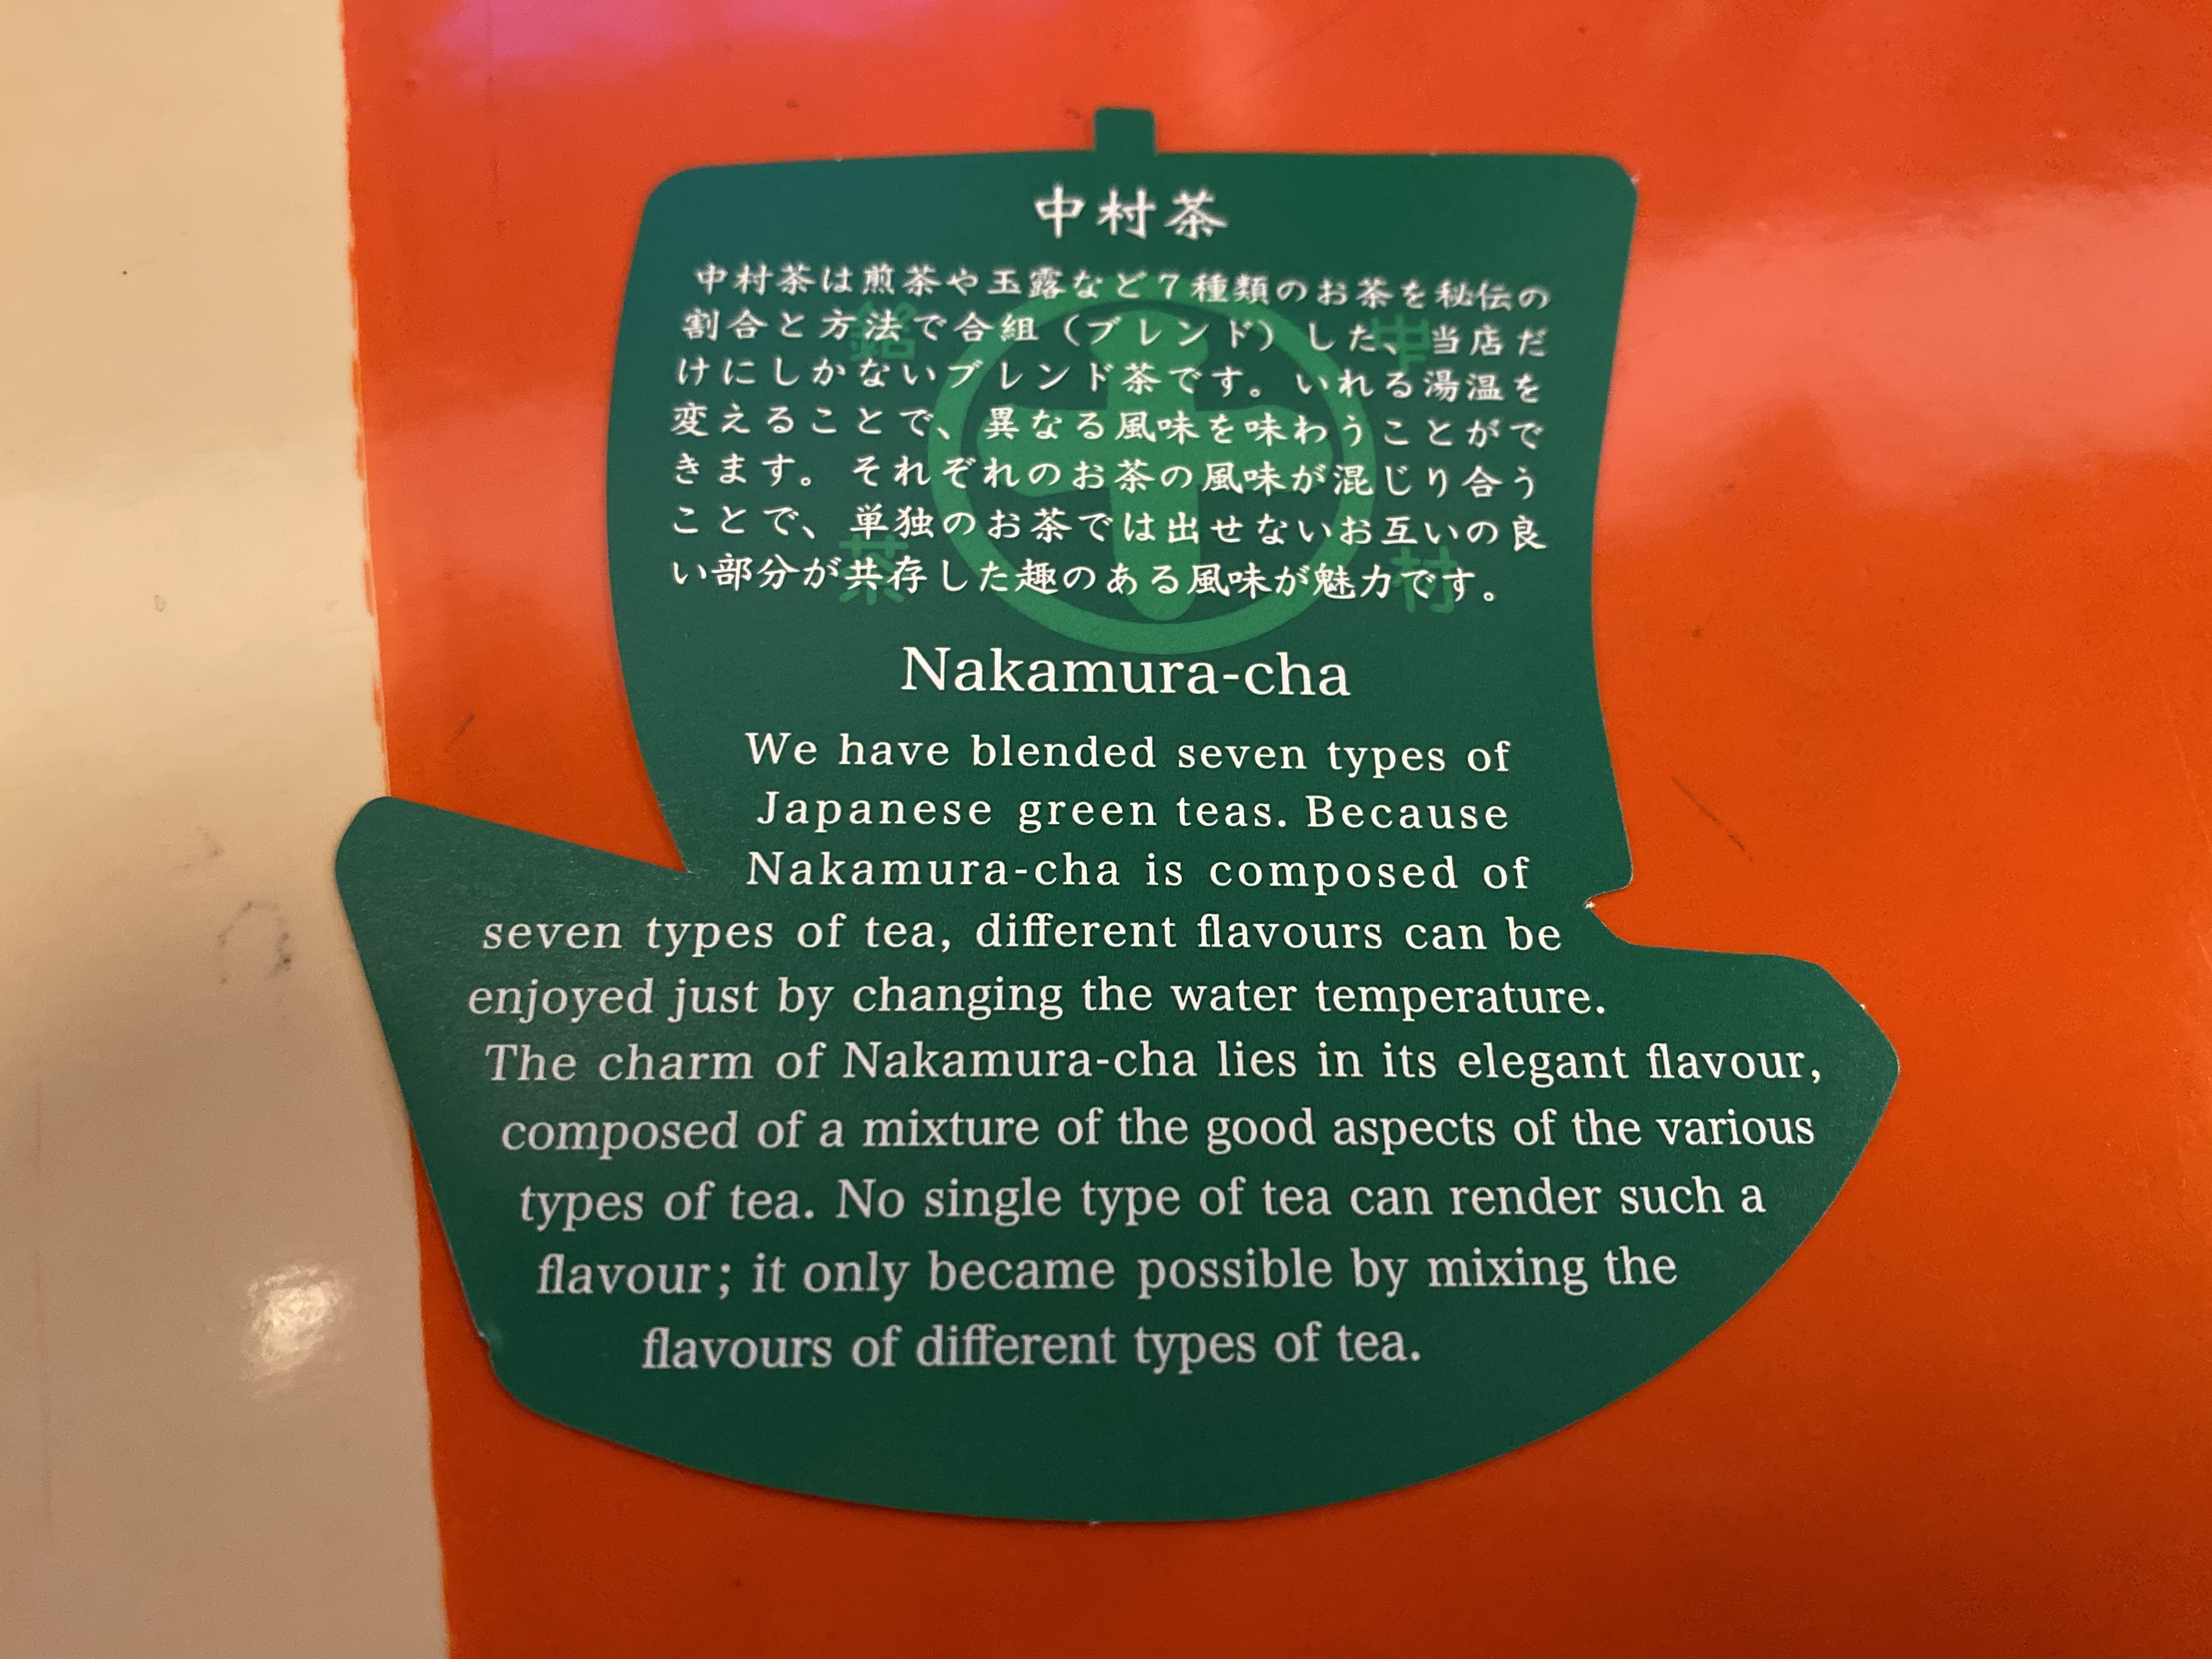 中村茶
中村茶は煎茶や玉露など7種類のお茶を秘伝の
割合と方法で合組（ブレンド）した、当店だ
けにしかないブレンド茶です。いれる湯温を
変えることで、異なる風味を味わうことがで
きます。それぞれのお茶の風味が混じり合う
ことで、単独のお茶では出せないお互いの良
い部分が共存した趣のある風味が魅力です。
銘茶
中村
Nakamura-cha
We have blended seven types of
Japanese green teas. Because
Nakamura-cha is composed of
seven types of tea, different flavours can be
enjoyed just by changing the water temperature.
The charm of Nakamura-cha lies in its elegant flavour,
composed of a mixture of the good aspects of the various
types of tea. No single type of tea can render such a
flavour; it only became possible by mixing the
flavours of different types of tea.